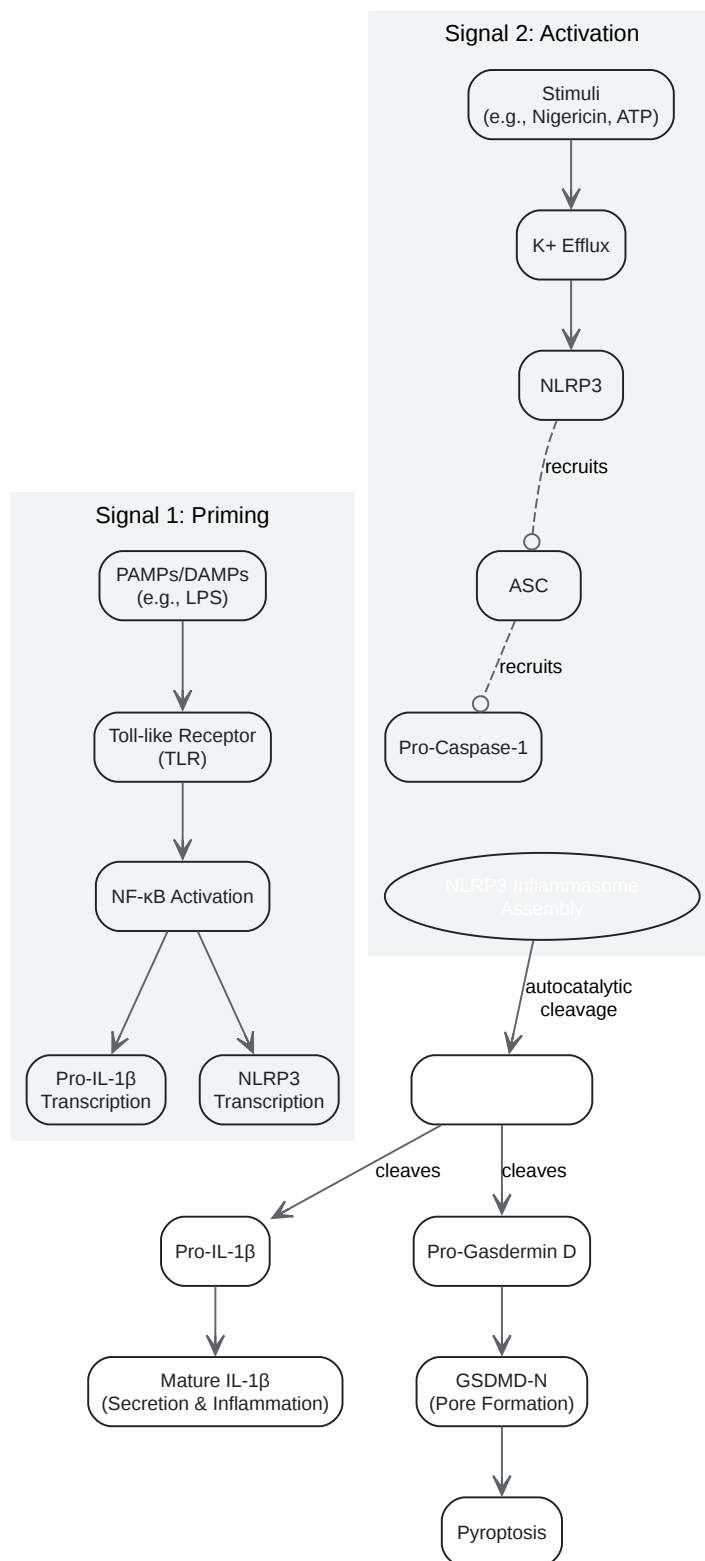 Signal 2: Activation
Stimuli
(e.g., Nigericin, ATP)
K+ Efflux
NLRP3
recruits
ASC
recruits
Pro-Caspase-1
NLRP3 Inflammasome
Assembly
Signal 1: Priming
PAMPs/DAMPs
(e.g., LPS)
Toll-like Receptor
(TLR)
NF-κB Activation
Pro-IL-1β
Transcription
NLRP3
Transcription
autocatalytic
cleavage
cleaves
cleaves
Pro-IL-1β
Pro-Gasdermin D
Mature IL-1β
(Secretion & Inflammation)
GSDMD-N
(Pore Formation)
Pyroptosis